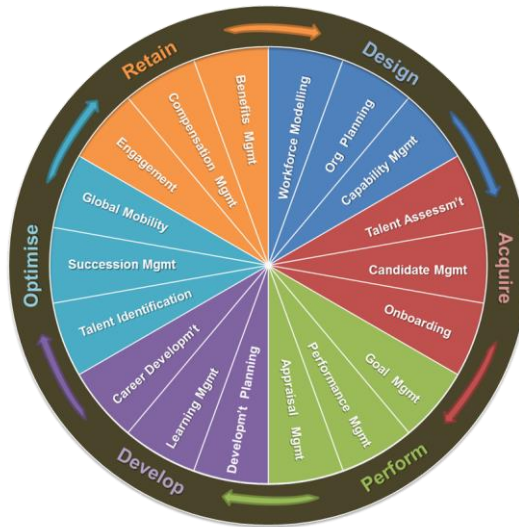 Design
Workforce Modelling
Org Planning
Capability Mgmt
Acquire
Talent Assessm't
Candidate Mgmt
Onboarding
Perform
Goal Mgmt
Performance Mgmt
Appraisal Mgmt
Develop
Developm't Planning
Learning Mgmt
Career Developm't
Optimise
Talent Identification
Succession Mgmt
Global Mobility
Retain
Engagement
Compensation Mgmt
Benefits Mgmt